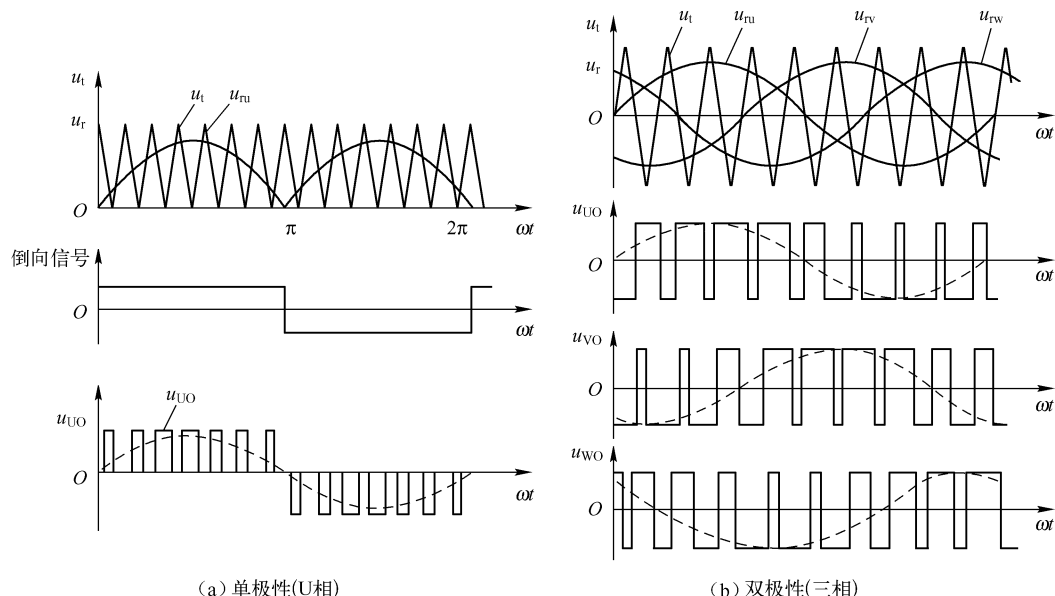 u_t
u_r
u_t
u_ru
O
π
2π
ωt
倒向信号
O
ωt
u_UO
u_UO
O
ωt
(a) 单极性(U相)
u_t
u_t
u_ru
u_rv
u_rw
u_r
O
ωt
u_UO
O
ωt
u_VO
O
ωt
u_WO
O
ωt
(b) 双极性(三相)